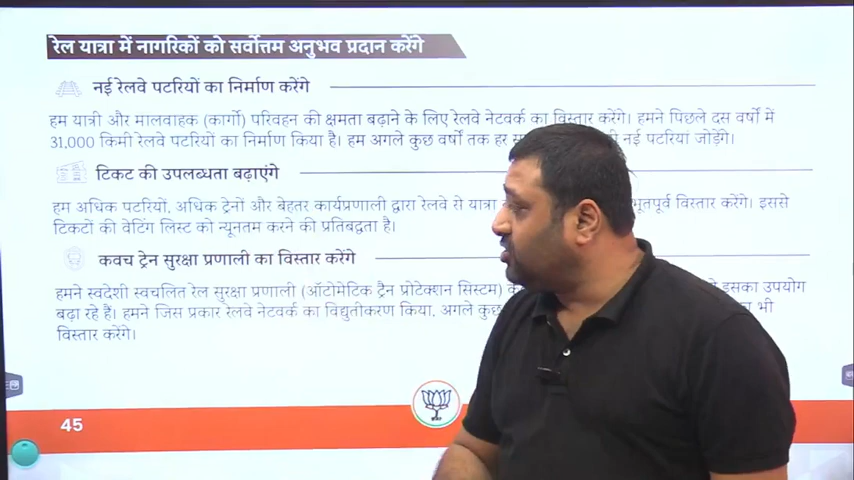 रेल यात्रा में नागरिकों को सर्वोत्तम अनुभव प्रदान करेंगे
नई रेलवे पटरियों का निर्माण करेंगे
हम यात्री और मालवाहक (कार्गो) परिवहन की क्षमता बढ़ाने के लिए रेलवे नेटवर्क का विस्तार करेंगे। हमने पिछले दस वर्षों में
31,000 किमी रेलवे पटरियों का निर्माण किया है। हम अगले कुछ वर्षों तक हर नई पटरियां जोड़ेंगे।
टिकट की उपलब्धता बढ़ाएंगे
हम अधिक पटरियों, अधिक ट्रेनों और बेहतर कार्यप्रणाली द्वारा रेलवे से यात्रा विस्तार करेंगे। इससे
टिकटों की वेटिंग लिस्ट को न्यूनतम करने की प्रतिबद्धता है।
कवच ट्रेन सुरक्षा प्रणाली का विस्तार करेंगे
हमने स्वदेशी स्वचलित रेल सुरक्षा प्रणाली (ऑटोमेटिक ट्रैन प्रोटेक्शन सिस्टम) इसका उपयोग
बढ़ा रहे हैं। हमने जिस प्रकार रेलवे नेटवर्क का विद्युतीकरण किया, अगले कुछ का भी
विस्तार करेंगे।
45